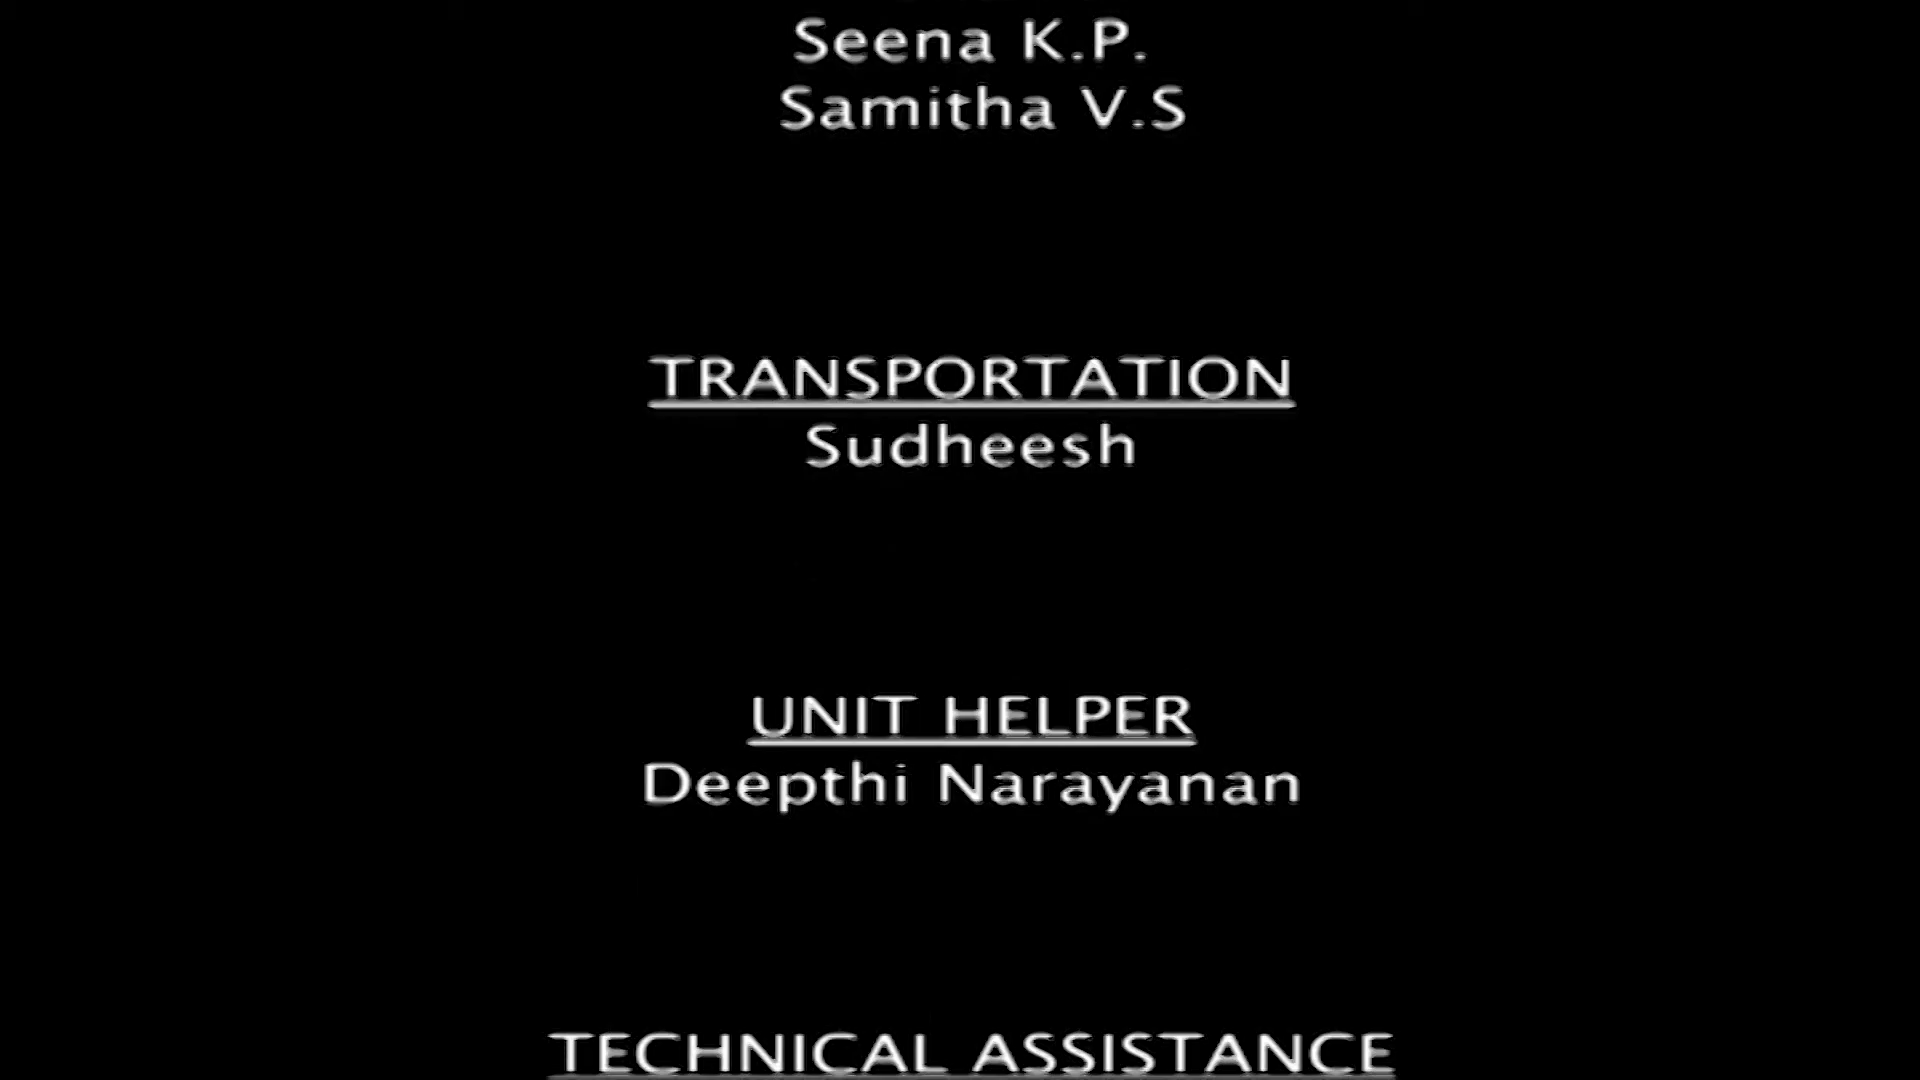 Seena K.P.
Samitha V.S
TRANSPORTATION
Sudheesh
UNIT HELPER
Deepthi Narayanan
TECHNICAL ASSISTANCE